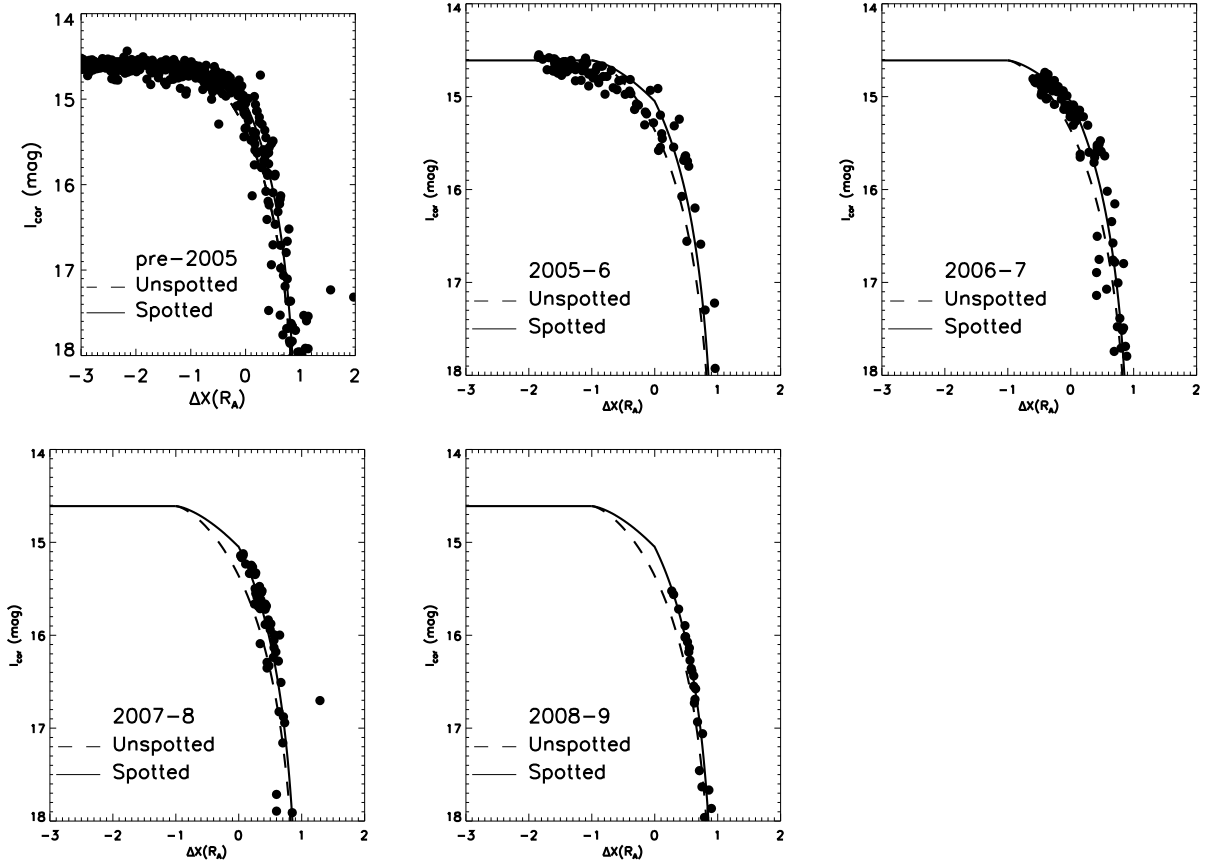 14
15
16
17
18
I_cor (mag)
pre-2005
Unspotted
Spotted
-3 -2 -1 0 1 2
ΔX(R_A)
14
15
16
17
18
I_cor (mag)
2005-6
Unspotted
Spotted
-3 -2 -1 0 1 2
ΔX(R_A)
14
15
16
17
18
I_cor (mag)
2006-7
Unspotted
Spotted
-3 -2 -1 0 1 2
ΔX(R_A)
14
15
16
17
18
I_cor (mag)
2007-8
Unspotted
Spotted
-3 -2 -1 0 1 2
ΔX(R_A)
14
15
16
17
18
I_cor (mag)
2008-9
Unspotted
Spotted
-3 -2 -1 0 1 2
ΔX(R_A)